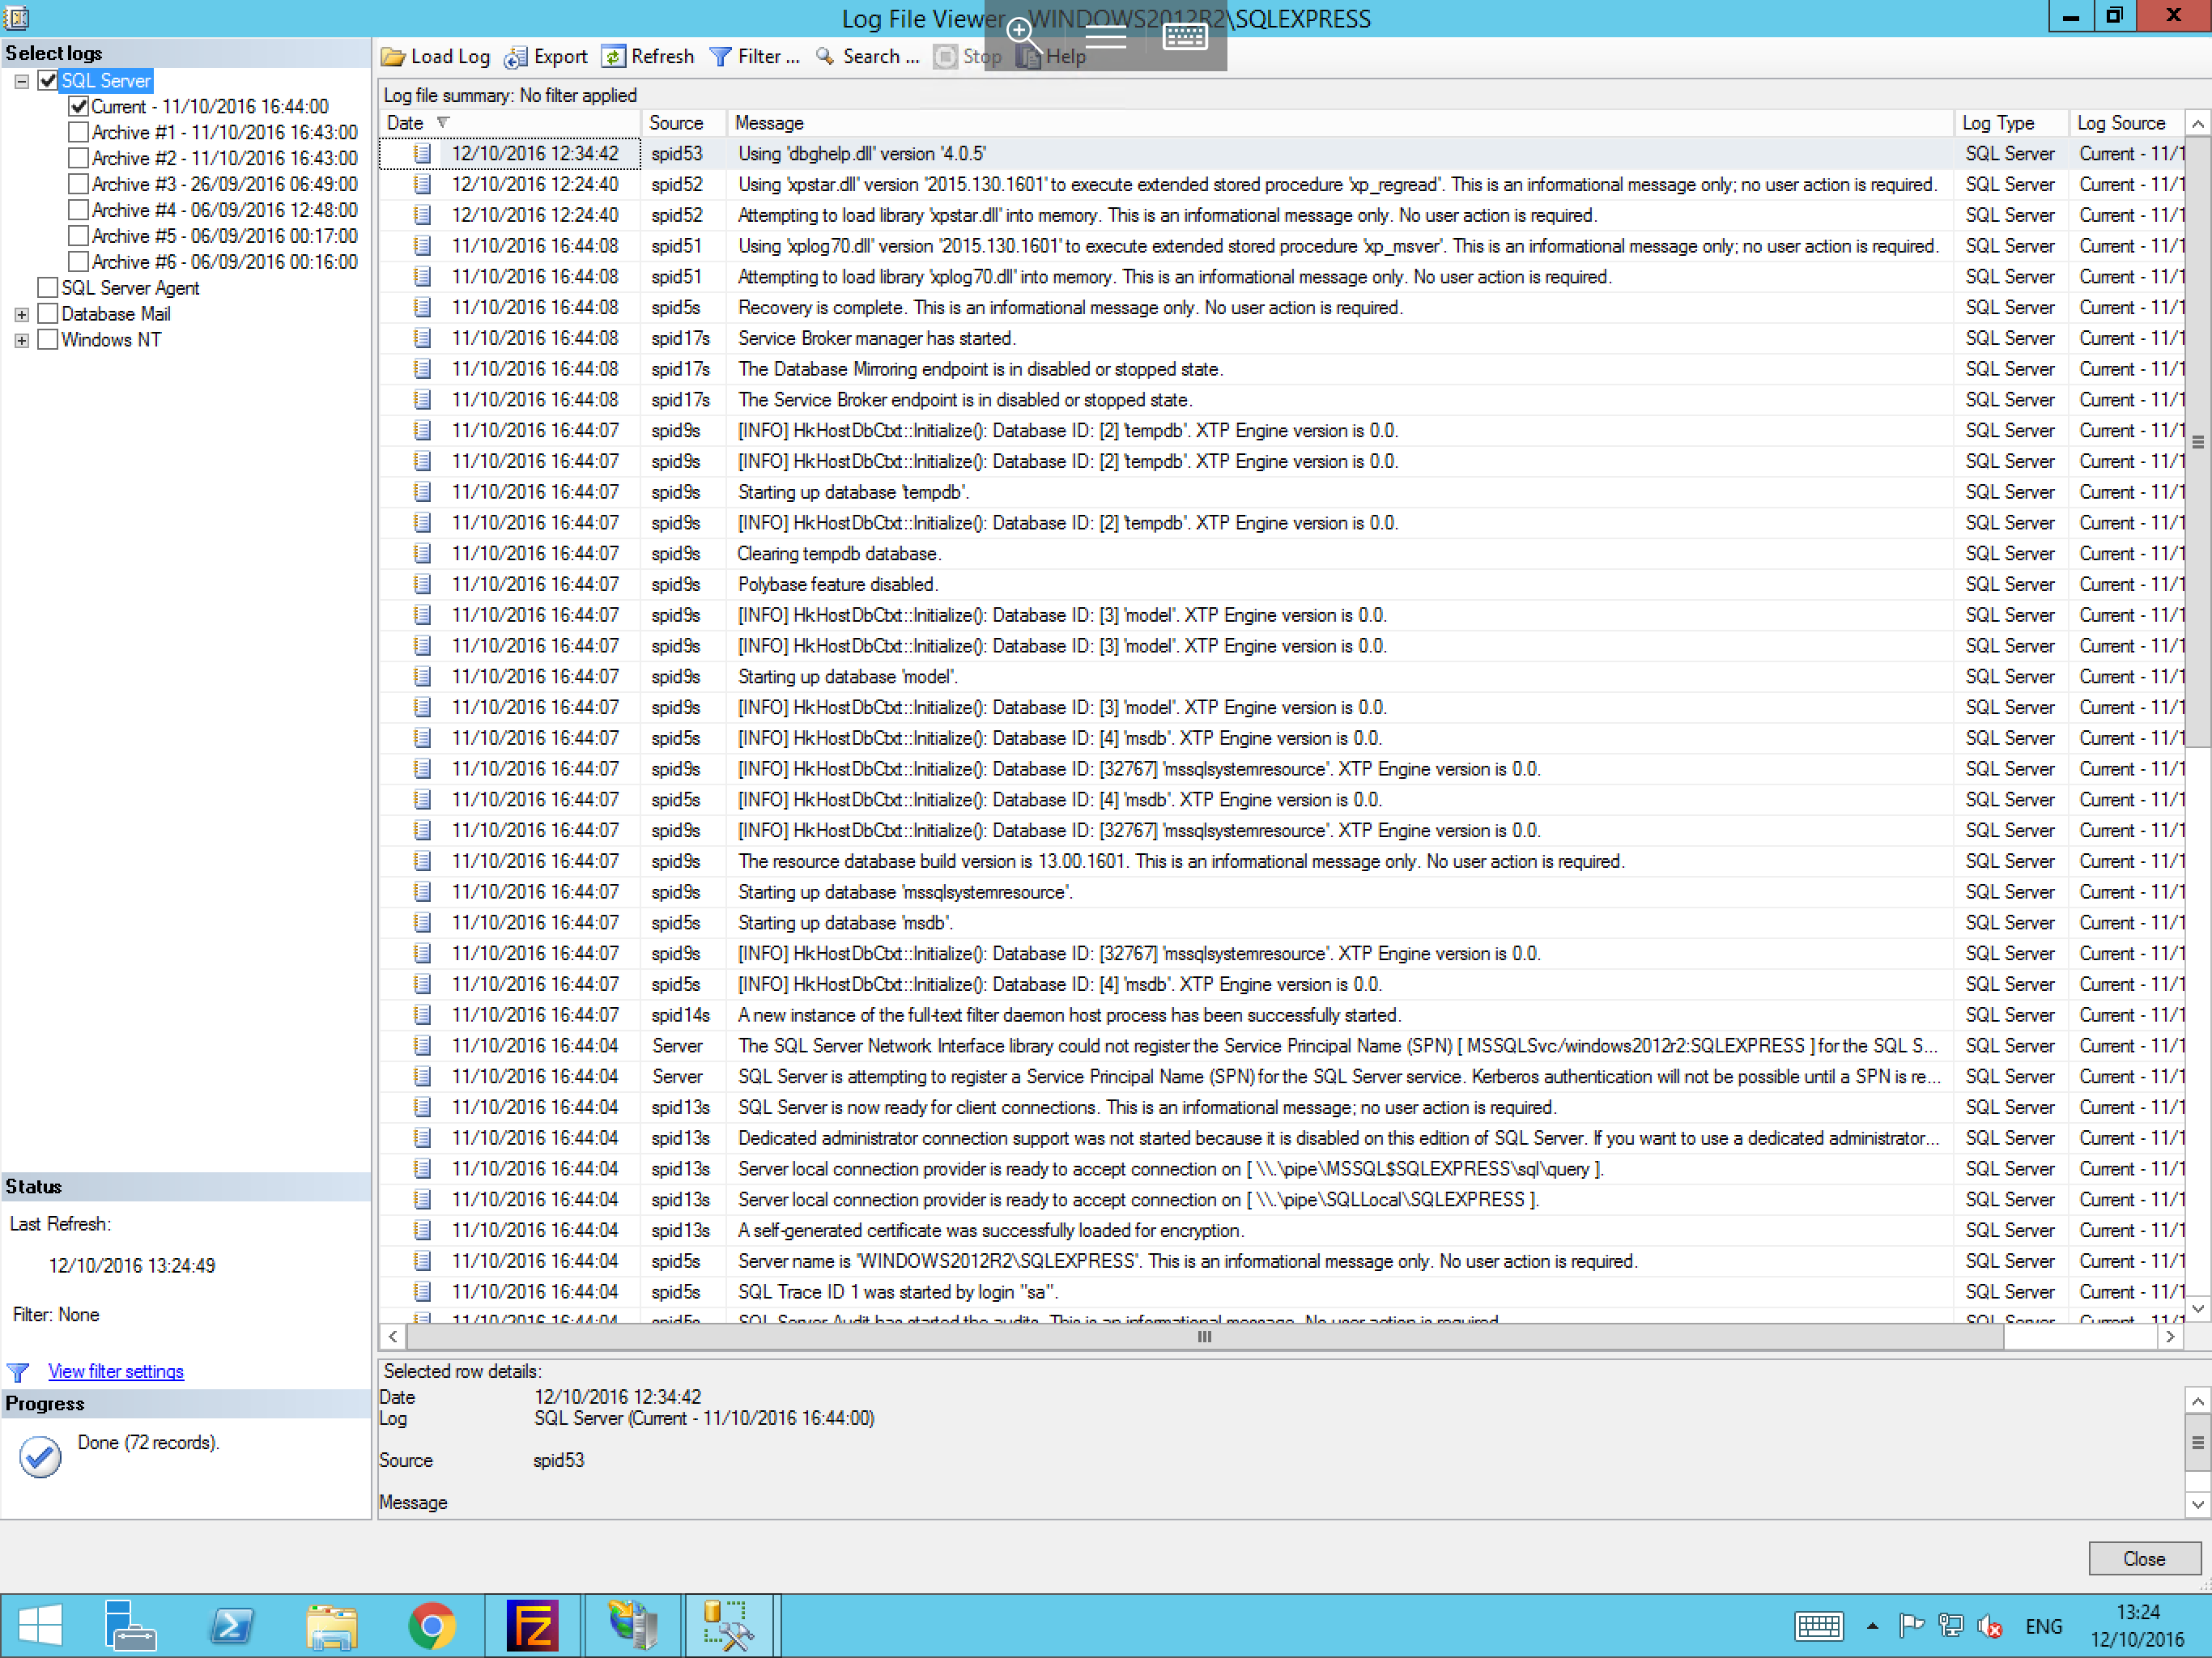 Log File Viewer - WINDOWS2012R2\SQLEXPRESS
Select logs
SQL Server
Current - 11/10/2016 16:44:00
Archive #1 - 11/10/2016 16:43:00
Archive #2 - 11/10/2016 16:43:00
Archive #3 - 26/09/2016 06:49:00
Archive #4 - 06/09/2016 12:48:00
Archive #5 - 06/09/2016 00:17:00
Archive #6 - 06/09/2016 00:16:00
SQL Server Agent
Database Mail
Windows NT
Load Log Export Refresh Filter ... Search ... Stop Help
Log file summary: No filter applied
Date Source Message Log Type Log Source
12/10/2016 12:34:42 spid53 Using 'dbghelp.dll' version '4.0.5' SQL Server Current - 11/1
12/10/2016 12:24:40 spid52 Using 'xpstar.dll' version '2015.130.1601' to execute extended stored procedure 'xp_regread'. This is an informational message only; no user action is required. SQL Server Current - 11/1
12/10/2016 12:24:40 spid52 Attempting to load library 'xpstar.dll' into memory. This is an informational message only. No user action is required. SQL Server Current - 11/1
11/10/2016 16:44:08 spid51 Using 'xplog70.dll' version '2015.130.1601' to execute extended stored procedure 'xp_msver'. This is an informational message only; no user action is required. SQL Server Current - 11/1
11/10/2016 16:44:08 spid51 Attempting to load library 'xplog70.dll' into memory. This is an informational message only. No user action is required. SQL Server Current - 11/1
11/10/2016 16:44:08 spid5s Recovery is complete. This is an informational message only. No user action is required. SQL Server Current - 11/1
11/10/2016 16:44:08 spid17s Service Broker manager has started. SQL Server Current - 11/1
11/10/2016 16:44:08 spid17s The Database Mirroring endpoint is in disabled or stopped state. SQL Server Current - 11/1
11/10/2016 16:44:08 spid17s The Service Broker endpoint is in disabled or stopped state. SQL Server Current - 11/1
11/10/2016 16:44:07 spid9s [INFO] HkHostDbCtxt::Initialize(): Database ID: [2] 'tempdb'. XTP Engine version is 0.0. SQL Server Current - 11/1
11/10/2016 16:44:07 spid9s [INFO] HkHostDbCtxt::Initialize(): Database ID: [2] 'tempdb'. XTP Engine version is 0.0. SQL Server Current - 11/1
11/10/2016 16:44:07 spid9s Starting up database 'tempdb'. SQL Server Current - 11/1
11/10/2016 16:44:07 spid9s [INFO] HkHostDbCtxt::Initialize(): Database ID: [2] 'tempdb'. XTP Engine version is 0.0. SQL Server Current - 11/1
11/10/2016 16:44:07 spid9s Clearing tempdb database. SQL Server Current - 11/1
11/10/2016 16:44:07 spid9s Polybase feature disabled. SQL Server Current - 11/1
11/10/2016 16:44:07 spid9s [INFO] HkHostDbCtxt::Initialize(): Database ID: [3] 'model'. XTP Engine version is 0.0. SQL Server Current - 11/1
11/10/2016 16:44:07 spid9s [INFO] HkHostDbCtxt::Initialize(): Database ID: [3] 'model'. XTP Engine version is 0.0. SQL Server Current - 11/1
11/10/2016 16:44:07 spid9s Starting up database 'model'. SQL Server Current - 11/1
11/10/2016 16:44:07 spid9s [INFO] HkHostDbCtxt::Initialize(): Database ID: [3] 'model'. XTP Engine version is 0.0. SQL Server Current - 11/1
11/10/2016 16:44:07 spid5s [INFO] HkHostDbCtxt::Initialize(): Database ID: [4] 'msdb'. XTP Engine version is 0.0. SQL Server Current - 11/1
11/10/2016 16:44:07 spid9s [INFO] HkHostDbCtxt::Initialize(): Database ID: [32767] 'mssqlsystemresource'. XTP Engine version is 0.0. SQL Server Current - 11/1
11/10/2016 16:44:07 spid5s [INFO] HkHostDbCtxt::Initialize(): Database ID: [4] 'msdb'. XTP Engine version is 0.0. SQL Server Current - 11/1
11/10/2016 16:44:07 spid9s [INFO] HkHostDbCtxt::Initialize(): Database ID: [32767] 'mssqlsystemresource'. XTP Engine version is 0.0. SQL Server Current - 11/1
11/10/2016 16:44:07 spid9s The resource database build version is 13.00.1601. This is an informational message only. No user action is required. SQL Server Current - 11/1
11/10/2016 16:44:07 spid9s Starting up database 'mssqlsystemresource'. SQL Server Current - 11/1
11/10/2016 16:44:07 spid5s Starting up database 'msdb'. SQL Server Current - 11/1
11/10/2016 16:44:07 spid9s [INFO] HkHostDbCtxt::Initialize(): Database ID: [32767] 'mssqlsystemresource'. XTP Engine version is 0.0. SQL Server Current - 11/1
11/10/2016 16:44:07 spid5s [INFO] HkHostDbCtxt::Initialize(): Database ID: [4] 'msdb'. XTP Engine version is 0.0. SQL Server Current - 11/1
11/10/2016 16:44:07 spid14s A new instance of the full-text filter daemon host process has been successfully started. SQL Server Current - 11/1
11/10/2016 16:44:04 Server The SQL Server Network Interface library could not register the Service Principal Name (SPN) [ MSSQLSvc/windows2012r2:SQLEXPRESS ] for the SQL S... SQL Server Current - 11/1
11/10/2016 16:44:04 Server SQL Server is attempting to register a Service Principal Name (SPN) for the SQL Server service. Kerberos authentication will not be possible until a SPN is re... SQL Server Current - 11/1
11/10/2016 16:44:04 spid13s SQL Server is now ready for client connections. This is an informational message; no user action is required. SQL Server Current - 11/1
11/10/2016 16:44:04 spid13s Dedicated administrator connection support was not started because it is disabled on this edition of SQL Server. If you want to use a dedicated administrator... SQL Server Current - 11/1
11/10/2016 16:44:04 spid13s Server local connection provider is ready to accept connection on [ \\.\pipe\MSSQL$SQLEXPRESS\sql\query ]. SQL Server Current - 11/1
11/10/2016 16:44:04 spid13s Server local connection provider is ready to accept connection on [ \\.\pipe\SQLLocal\SQLEXPRESS ]. SQL Server Current - 11/1
11/10/2016 16:44:04 spid13s A self-generated certificate was successfully loaded for encryption. SQL Server Current - 11/1
11/10/2016 16:44:04 spid5s Server name is 'WINDOWS2012R2\SQLEXPRESS'. This is an informational message only. No user action is required. SQL Server Current - 11/1
11/10/2016 16:44:04 spid5s SQL Trace ID 1 was started by login "sa". SQL Server Current - 11/1
11/10/2016 16:44:04 spid5s SQL Server Audit has started the audits. This is an informational message. No user action is required. SQL Server Current - 11/1
Status
Last Refresh:
12/10/2016 13:24:49
Filter: None
View filter settings
Progress
Done (72 records).
Selected row details:
Date 12/10/2016 12:34:42
Log SQL Server (Current - 11/10/2016 16:44:00)
Source spid53
Message
Close
FZ
ENG
13:24
12/10/2016